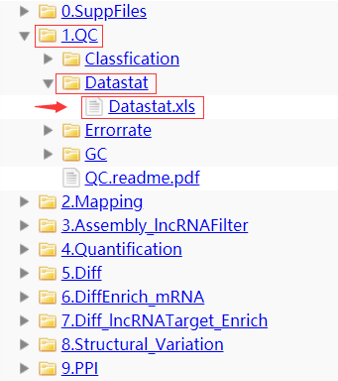 0.SuppFiles
1.QC
Classfication
Datastat
Datastat.xls
Errorrate
GC
QC.readme.pdf
2.Mapping
3.Assembly_lncRNAFilter
4.Quantification
5.Diff
6.DiffEnrich_mRNA
7.Diff_lncRNATarget_Enrich
8.Structural_Variation
9.PPI